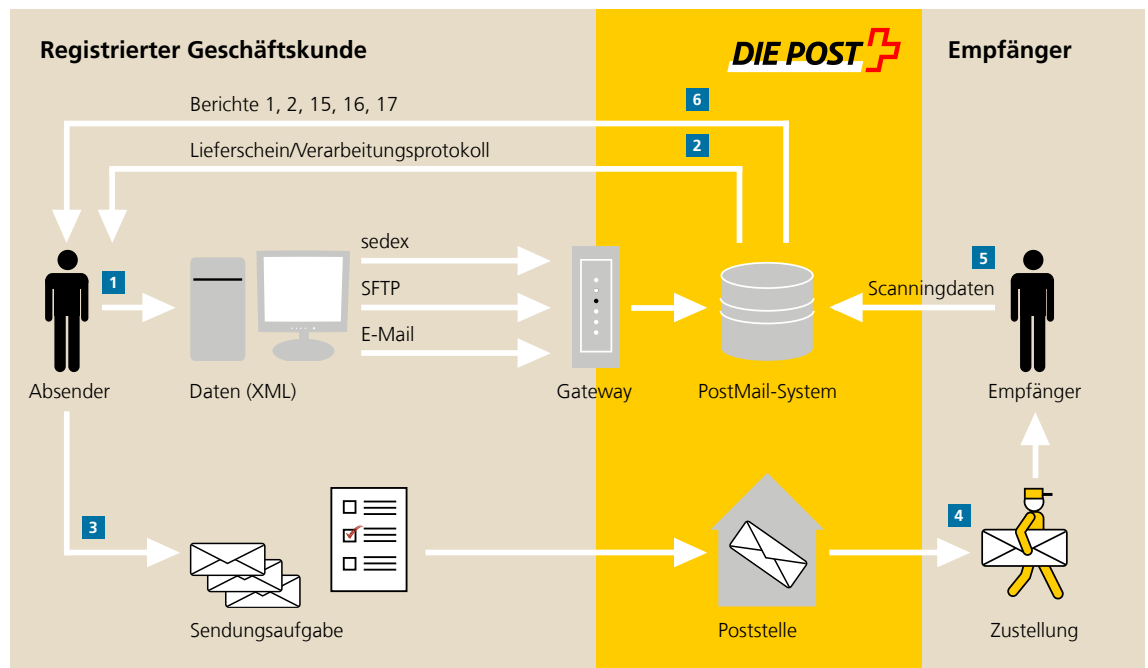 Registrierter Geschäftskunde
DIE POST
Empfänger
Berichte 1, 2, 15, 16, 17
6
Lieferschein/Verarbeitungsprotokoll
2
sedex
1
SFTP
5
Scanningdaten
E-Mail
Absender
Daten (XML)
Gateway
PostMail-System
Empfänger
3
4
Sendungsaufgabe
Poststelle
Zustellung